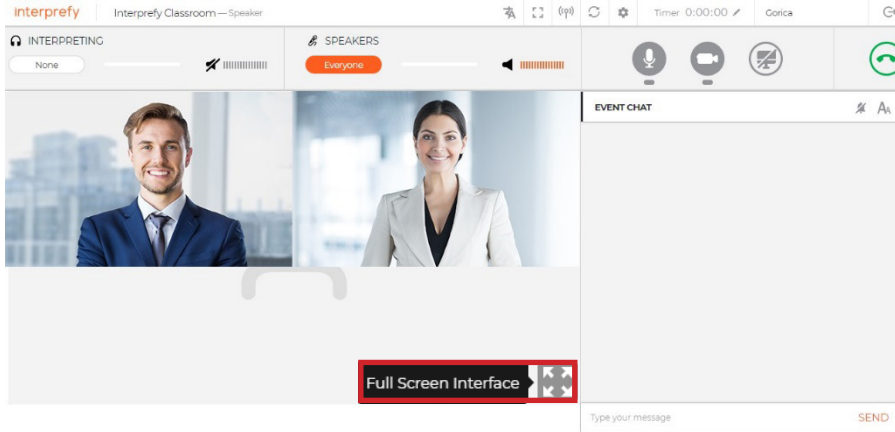 interprefy
Interprefy Classroom — Speaker
Timer 0:00:00
Gorica
INTERPRETING
None
SPEAKERS
Everyone
EVENT CHAT
AA
Full Screen Interface
Type your message
SEND